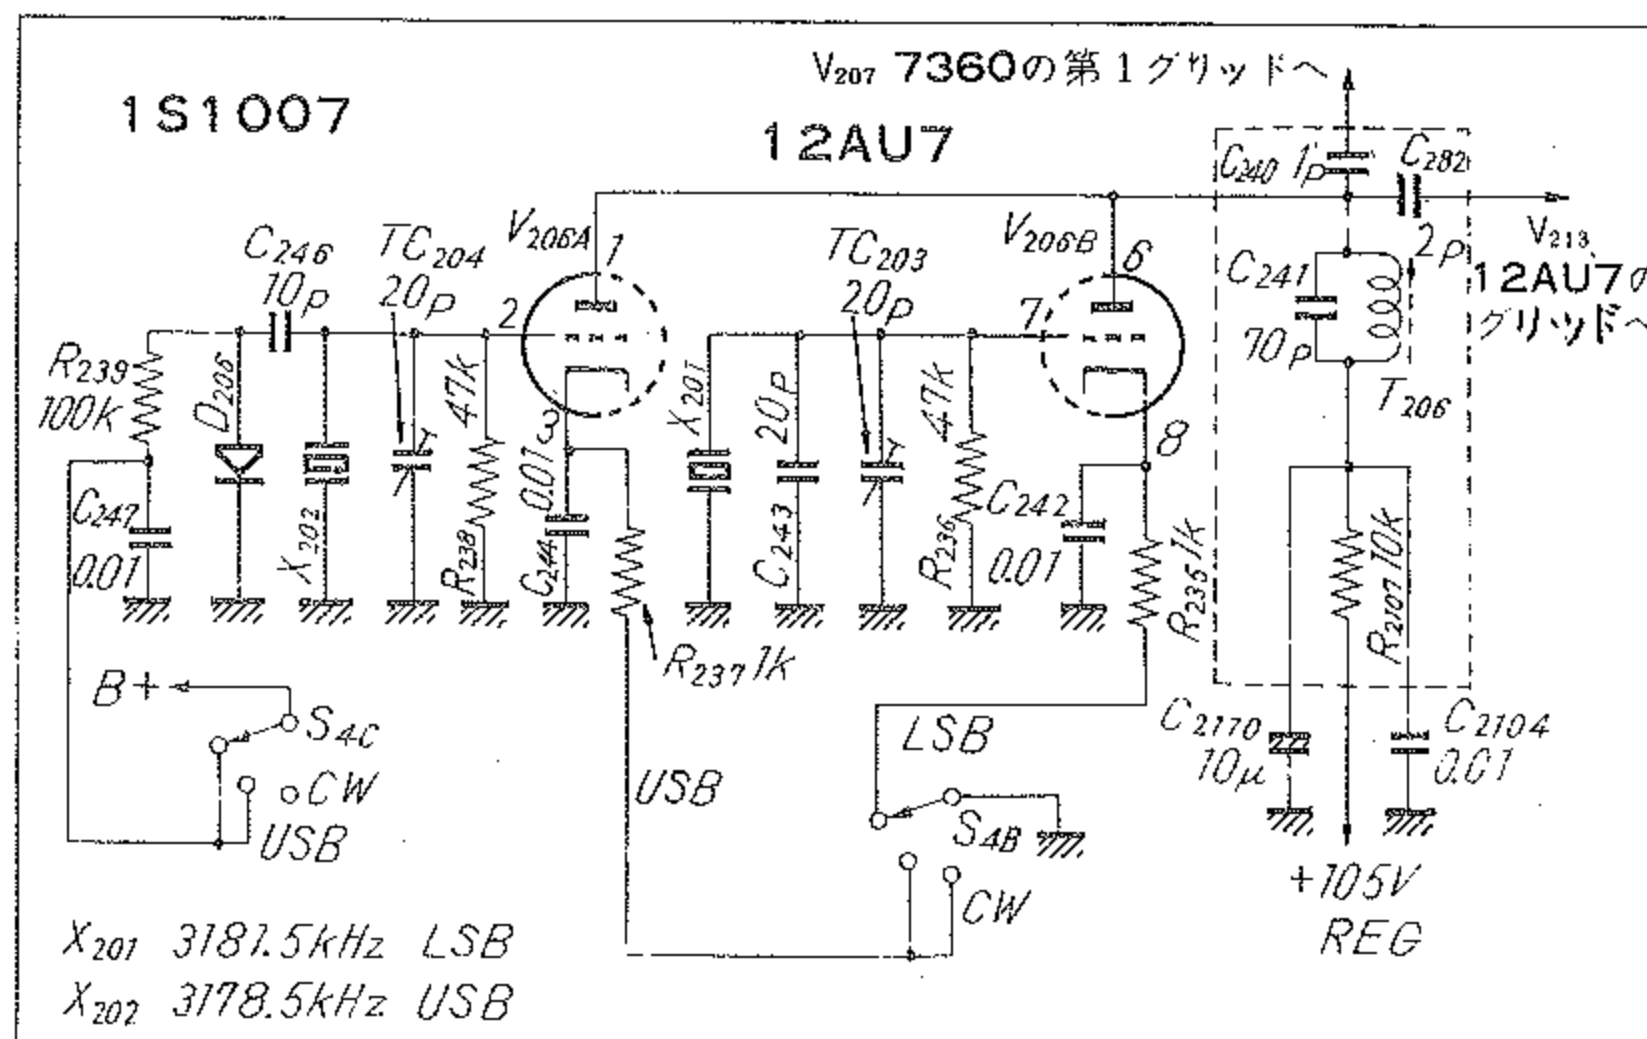 V207 7360の第1グリッドへ
1S1007
12AU7
C240 1p
C282
2p
V213
12AU7の
グリッドへ
C246
10p
TC204
20p
V206A
1
2
3
TC203
20p
V206B
6
7
8
C241
70p
T206
R239
100k
D206
X202
47k
R238
0.01
C244
X201
20p
C243
47k
R236
C242
0.01
R235 1k
R2107 10k
C247
0.01
R237 1k
B+
S4C
CW
USB
USB
LSB
S4B
CW
C2170
10μ
C2104
0.01
+105V
REG
X201 3181.5kHz LSB
X202 3178.5kHz USB